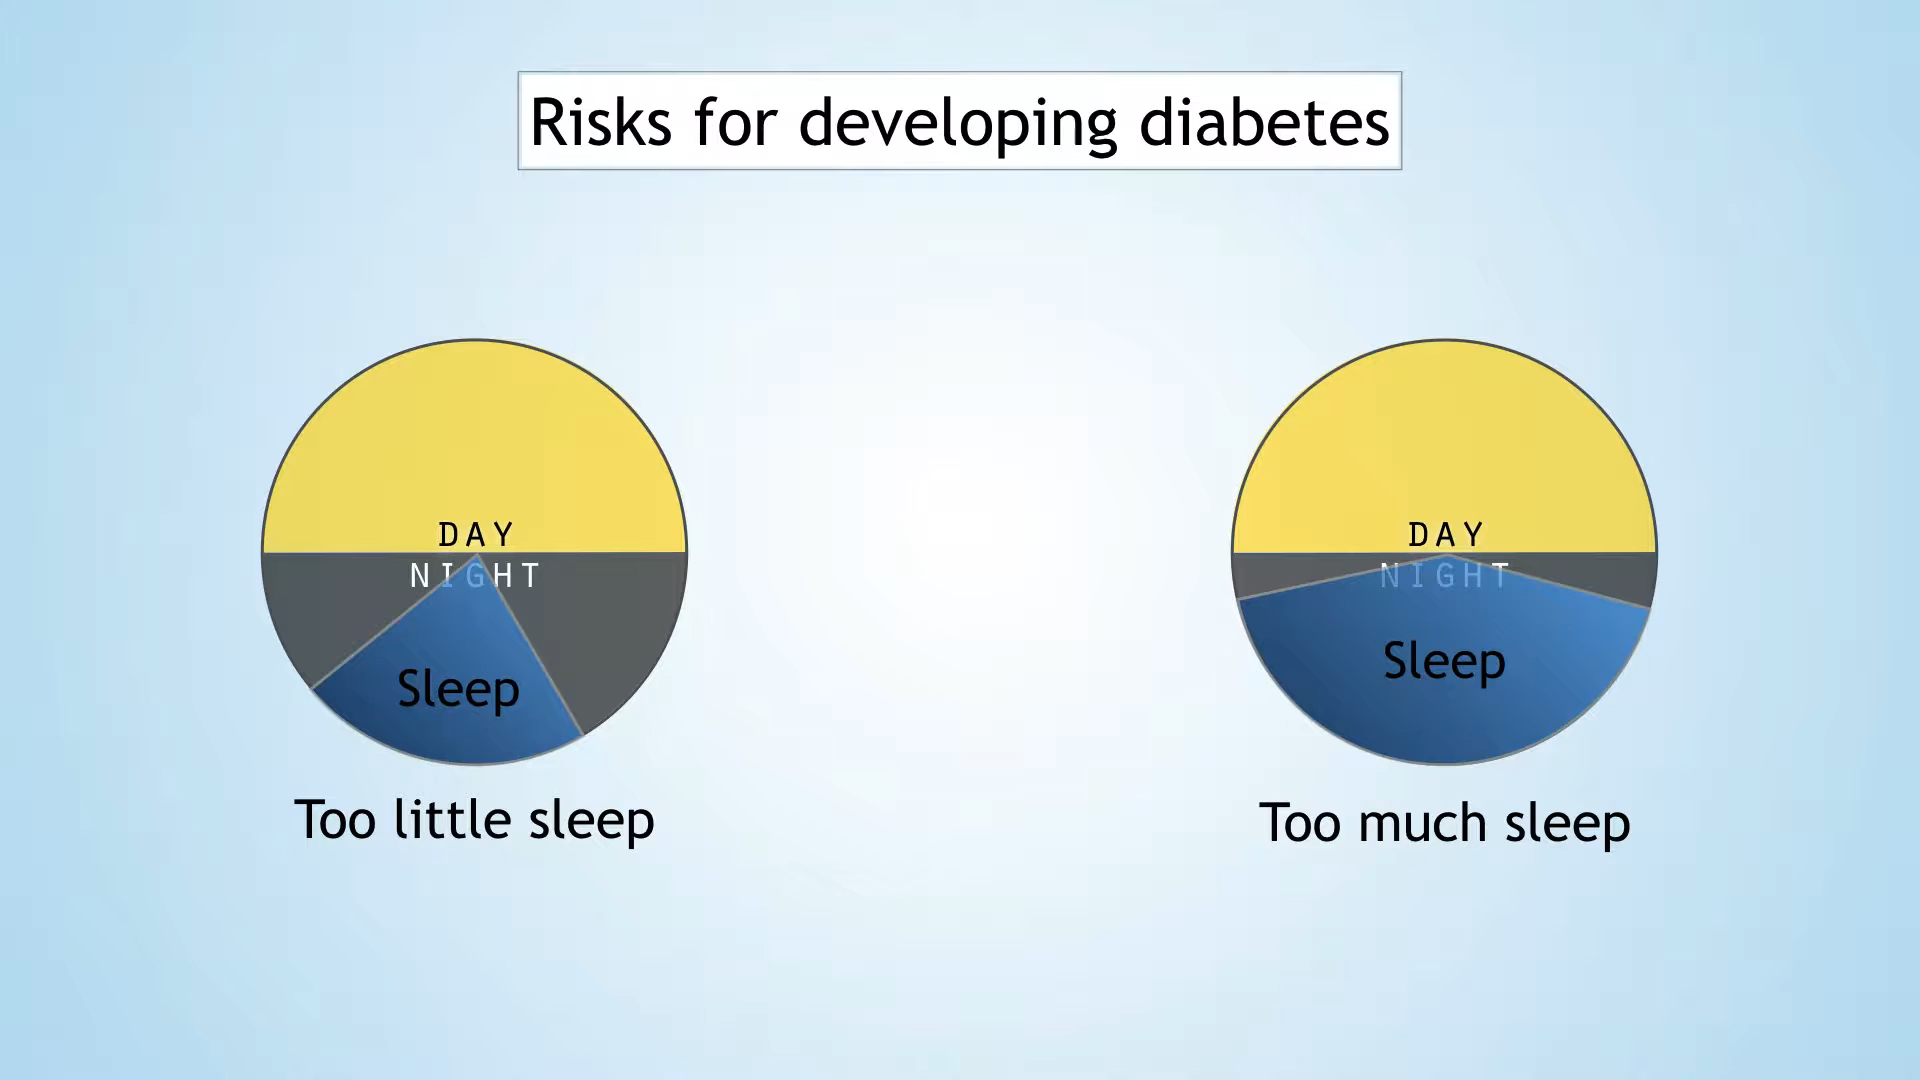 Risks for developing diabetes
DAY
NIGHT
Sleep
Too little sleep
DAY
NIGHT
Sleep
Too much sleep